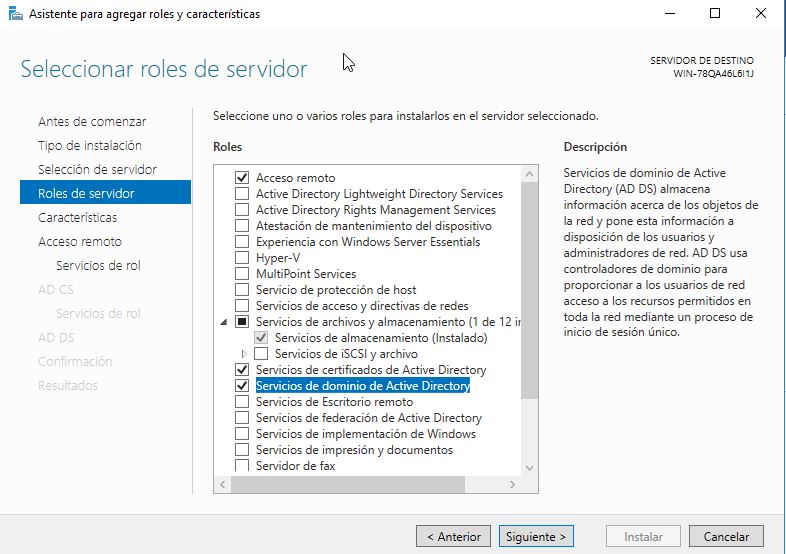 Asistente para agregar roles y características
Seleccionar roles de servidor
SERVIDOR DE DESTINO
WIN-78QA46L6I1J
Antes de comenzar
Tipo de instalación
Selección de servidor
Roles de servidor
Características
Acceso remoto
Servicios de rol
AD CS
Servicios de rol
AD DS
Confirmación
Resultados
Seleccione uno o varios roles para instalarlos en el servidor seleccionado.
Roles
Acceso remoto
Active Directory Lightweight Directory Services
Active Directory Rights Management Services
Atestación de mantenimiento del dispositivo
Experiencia con Windows Server Essentials
Hyper-V
MultiPoint Services
Servicio de protección de host
Servicios de acceso y directivas de redes
Servicios de archivos y almacenamiento (1 de 12 in
Servicios de almacenamiento (Instalado)
Servicios de iSCSI y archivo
Servicios de certificados de Active Directory
Servicios de dominio de Active Directory
Servicios de Escritorio remoto
Servicios de federación de Active Directory
Servicios de implementación de Windows
Servicios de impresión y documentos
Servidor de fax
Descripción
Servicios de dominio de Active
Directory (AD DS) almacena
información acerca de los objetos de
la red y pone esta información a
disposición de los usuarios y
administradores de red. AD DS usa
controladores de dominio para
proporcionar a los usuarios de red
acceso a los recursos permitidos en
toda la red mediante un proceso de
inicio de sesión único.
< Anterior
Siguiente >
Instalar
Cancelar